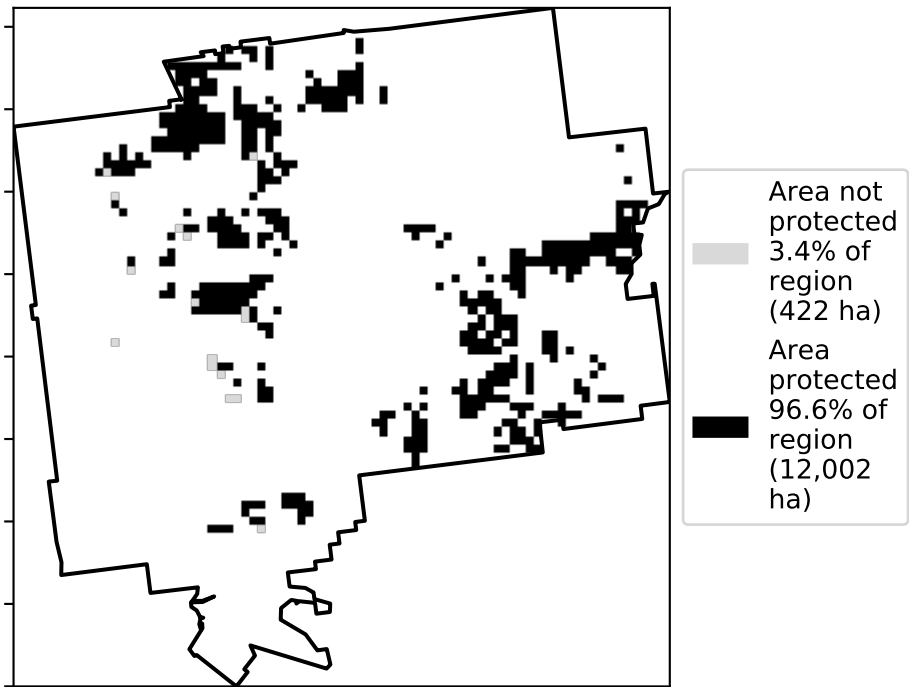 Area not
protected
3.4% of
region
(422 ha)
Area
protected
96.6% of
region
(12,002
ha)